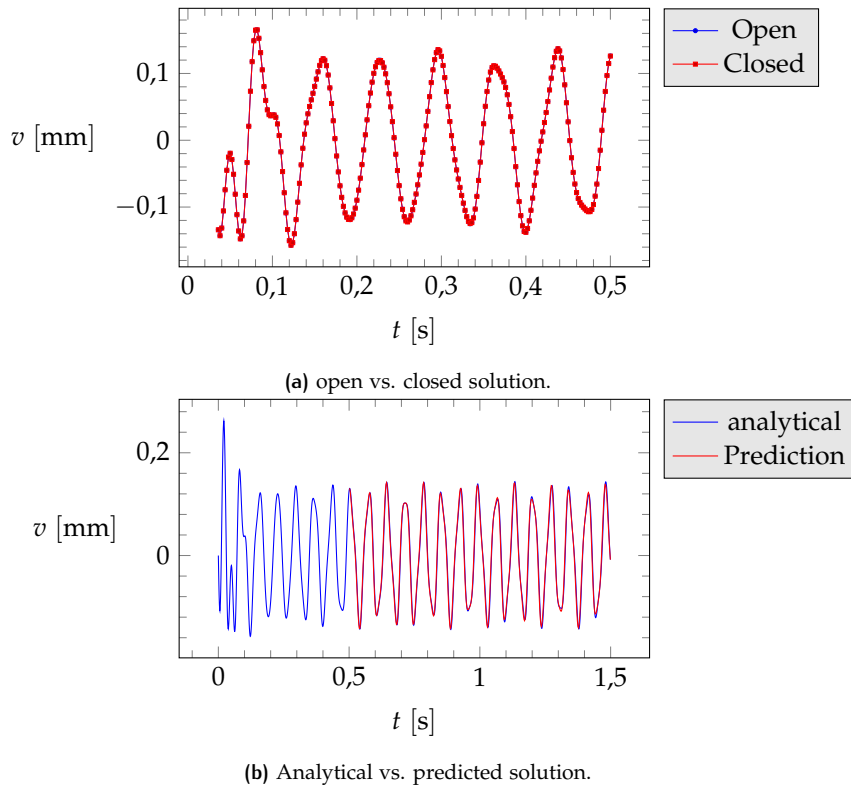 Open
Closed
0,1
0
−0,1
v [mm]
0
0,1
0,2
0,3
0,4
0,5
t [s]
(a) open vs. closed solution.
analytical
Prediction
0,2
0
v [mm]
0
0,5
1
1,5
t [s]
(b) Analytical vs. predicted solution.